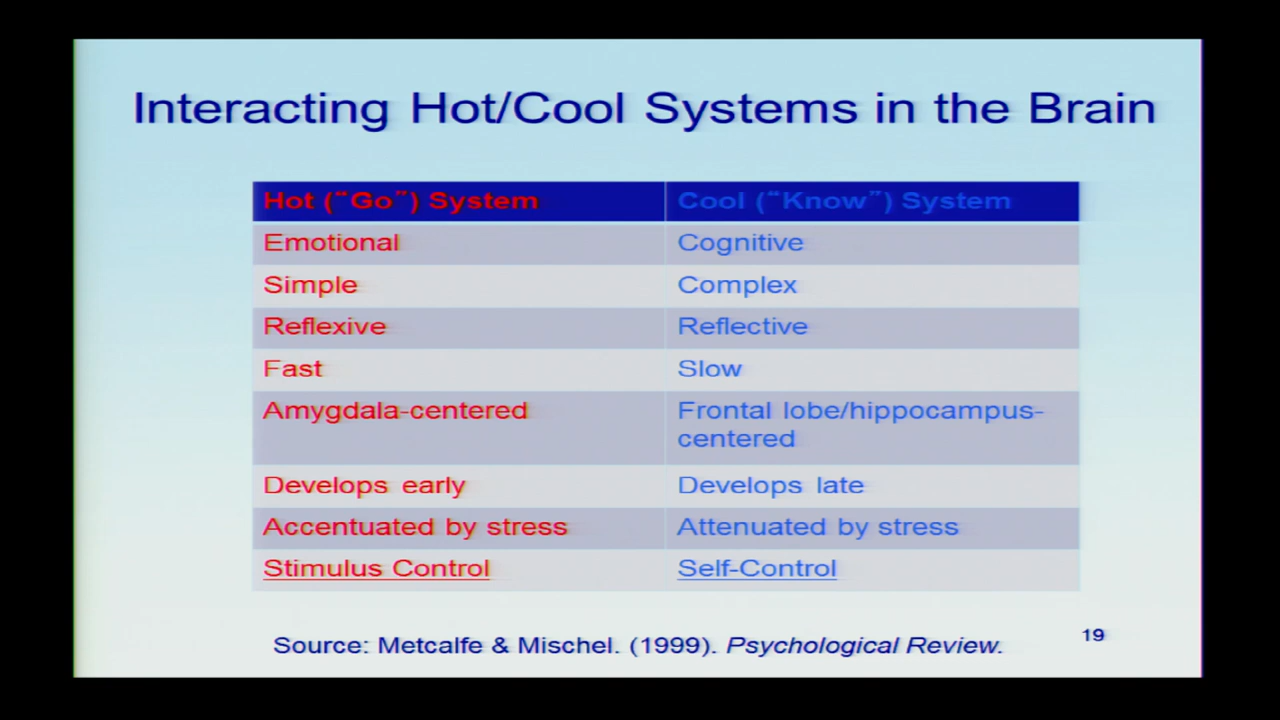 Interacting Hot/Cool Systems in the Brain
Hot (“Go”) System
Cool (“Know”) System
Emotional
Cognitive
Simple
Complex
Reflexive
Reflective
Fast
Slow
Amygdala-centered
Frontal lobe/hippocampus-
centered
Develops early
Develops late
Accentuated by stress
Attenuated by stress
Stimulus Control
Self-Control
Source: Metcalfe & Mischel. (1999). Psychological Review.
19